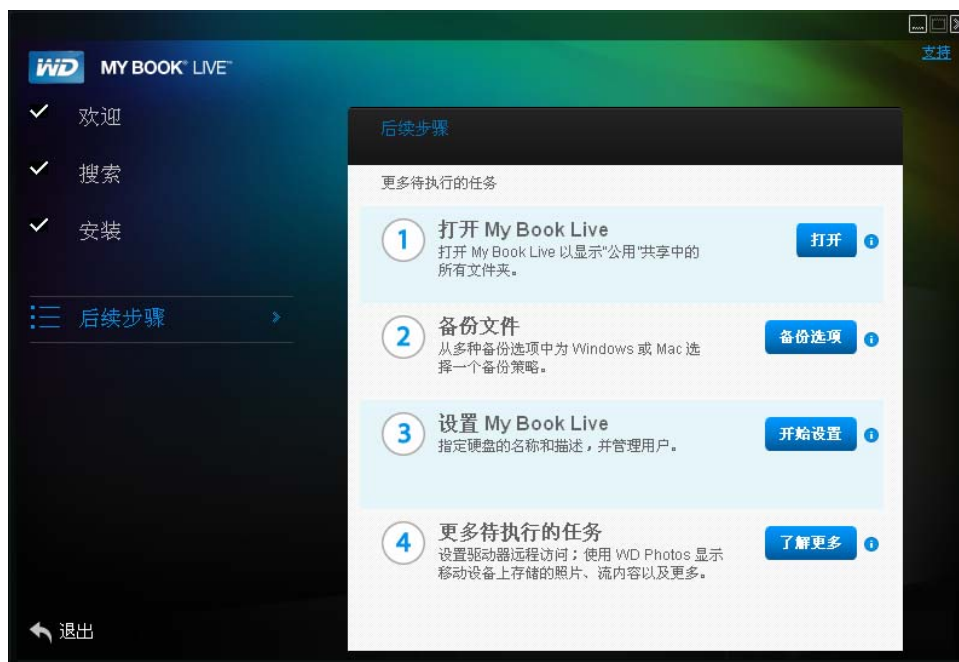 支持
WD MY BOOK® LIVE™
欢迎
搜索
安装
后续步骤
退出
后续步骤
更多待执行的任务
1
打开 My Book Live
打开 My Book Live 以显示"公用"共享中的
所有文件夹。
打开
2
备份文件
从多种备份选项中为 Windows 或 Mac 选
择一个备份策略。
备份选项
3
设置 My Book Live
指定硬盘的名称和描述，并管理用户。
开始设置
4
更多待执行的任务
设置驱动器远程访问；使用 WD Photos 显示
移动设备上存储的照片、流内容以及更多。
了解更多